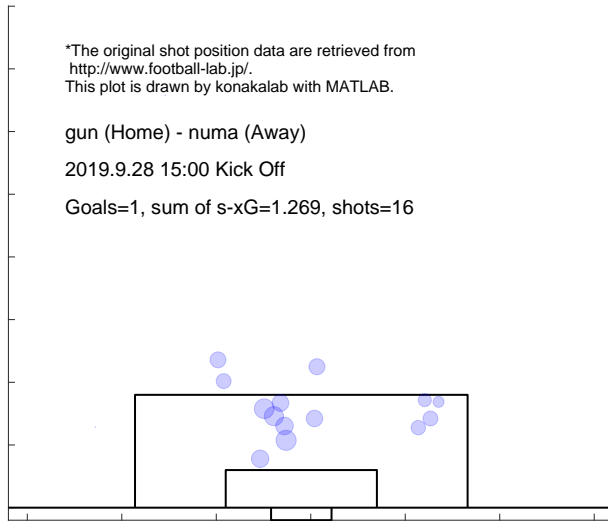 *The original shot position data are retrieved from
http://www.football-lab.jp/.
This plot is drawn by konakalab with MATLAB.
gun (Home) - numa (Away)
2019.9.28 15:00 Kick Off
Goals=1, sum of s-xG=1.269, shots=16